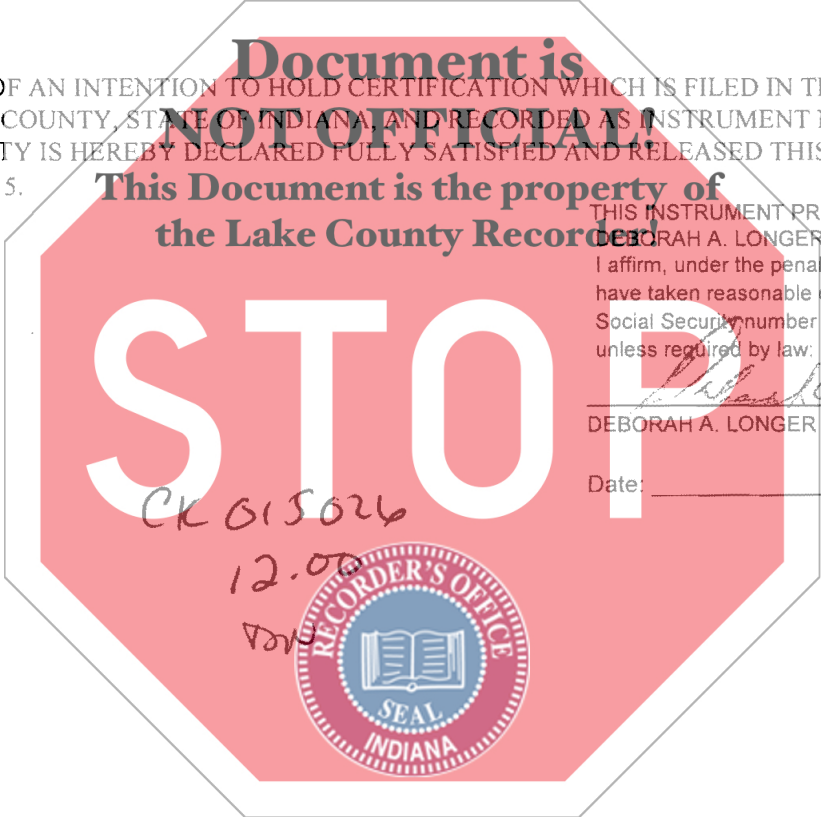 Document is
OF AN INTENTION TO HOLD CERTIFICATION WHICH IS FILED IN
NOT OFFICIAL!
COUNTY, STATE OF INDIANA, AND RECORDED AS INSTRUMENT
TY IS HEREBY DECLARED FULLY SATISFIED AND RELEASED THIS
5.
This Document is the property of
the Lake County Recorder!
THIS INSTRUMENT PR
DEBORAH A. LONGER
I affirm, under the penal
have taken reasonable
Social Security number
unless required by law:
DEBORAH A. LONGER
Date:
STOP
CK 015026
12.00
RECORDER'S OFFICE
SEAL
INDIANA